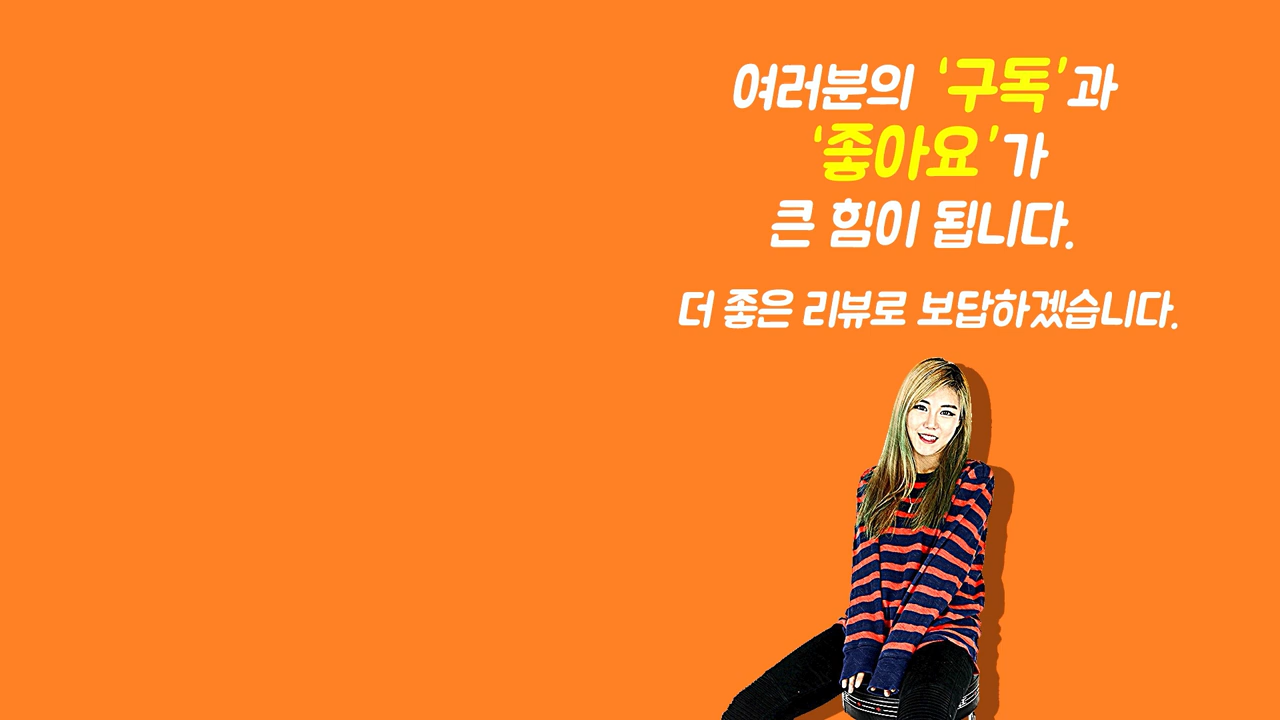 여러분의 ‘구독’과
‘좋아요’가
큰 힘이 됩니다.
더 좋은 리뷰로 보답하겠습니다.